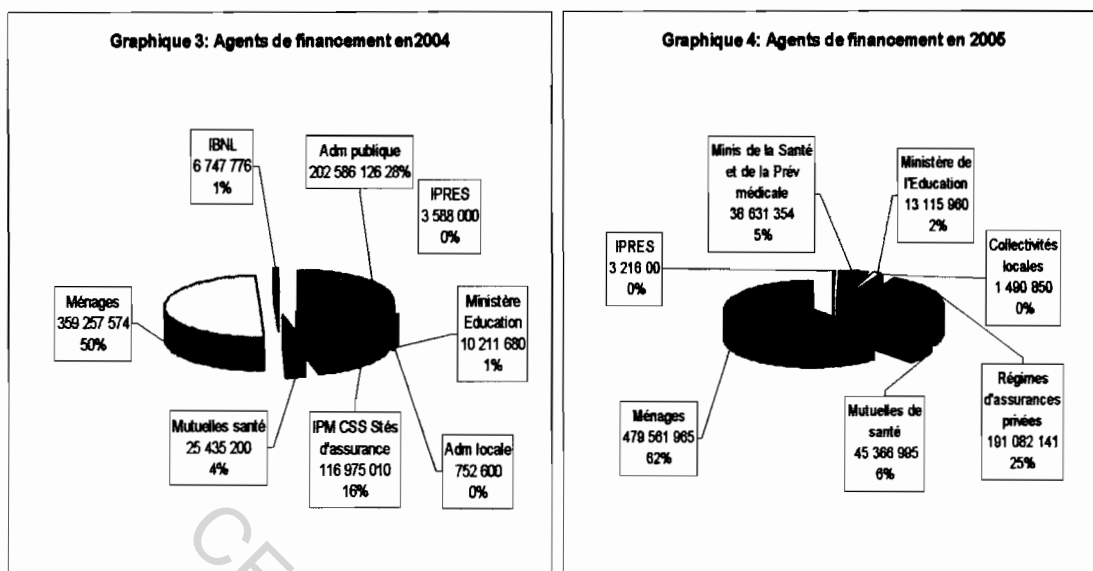 Graphique 3: Agents de financement en 2004
IBNL
6 747 776
1%
Adm publique
202 586 126 28%
IPRES
3 588 000
0%
Ménages
359 257 574
50%
Ministère
Education
10 211 680
1%
Mutuelles santé
25 435 200
4%
IPM CSS Stés
d'assurance
116 975 010
16%
Adm locale
752 600
0%
Graphique 4: Agents de financement en 2005
Minis de la Santé
et de la Prév
médicale
38 631 354
5%
Ministère de
l'Education
13 115 960
2%
IPRES
3 216 00
0%
Collectivités
locales
1 490 850
0%
Ménages
479 561 965
62%
Mutuelles de
santé
45 366 995
6%
Régimes
d'assurances
privées
191 082 141
25%